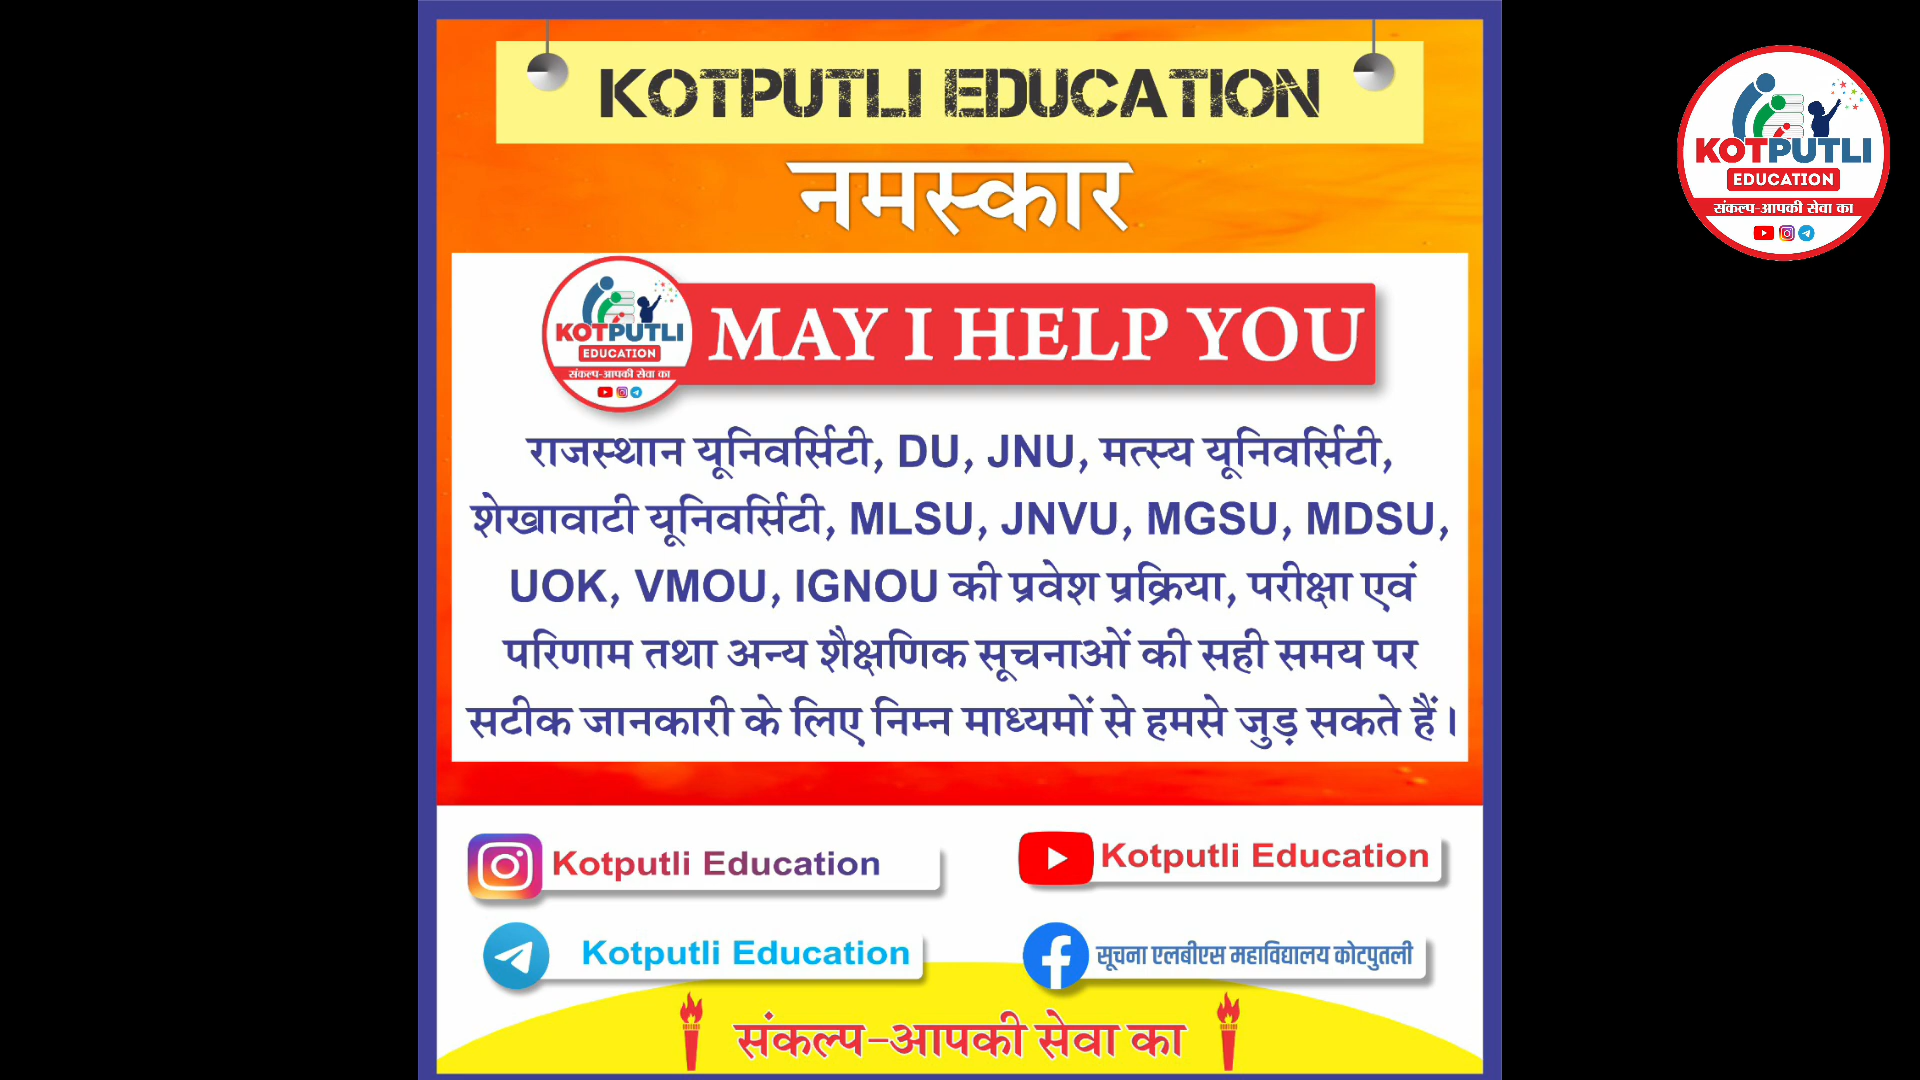 KOTPUTLI EDUCATION
नमस्कार
KOTPUTLI
EDUCATION
संकल्प-आपकी सेवा का
KOTPUTLI
EDUCATION
संकल्प-आपकी सेवा का
MAY I HELP YOU
राजस्थान यूनिवर्सिटी, DU, JNU, मत्स्य यूनिवर्सिटी,
शेखावाटी यूनिवर्सिटी, MLSU, JNVU, MGSU, MDSU,
UOK, VMOU, IGNOU की प्रवेश प्रक्रिया, परीक्षा एवं
परिणाम तथा अन्य शैक्षणिक सूचनाओं की सही समय पर
सटीक जानकारी के लिए निम्न माध्यमों से हमसे जुड़ सकते हैं।
Kotputli Education
Kotputli Education
Kotputli Education
सूचना एलबीएस महाविद्यालय कोटपुतली
संकल्प-आपकी सेवा का